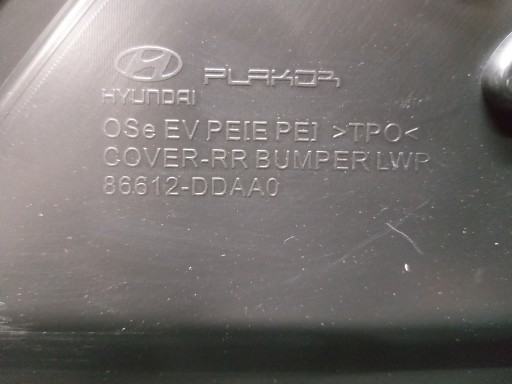 PLAKOR
HYUNDAI
OSe EV PE[E PE] >TPO<
COVER-RR BUMPER LWR
86612-DDAA0